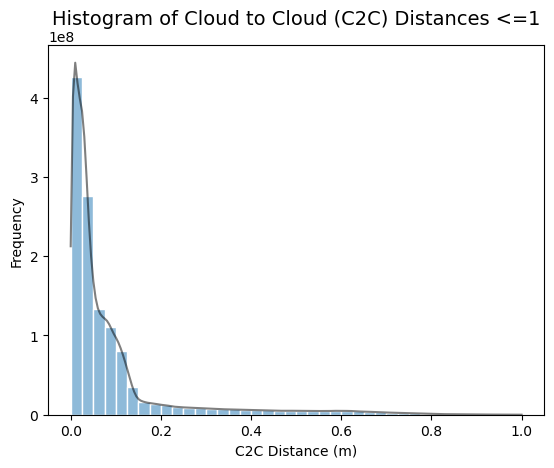 Histogram of Cloud to Cloud (C2C) Distances <=1
1e8
4
3
2
1
0
Frequency
0.0 0.2 0.4 0.6 0.8 1.0
C2C Distance (m)